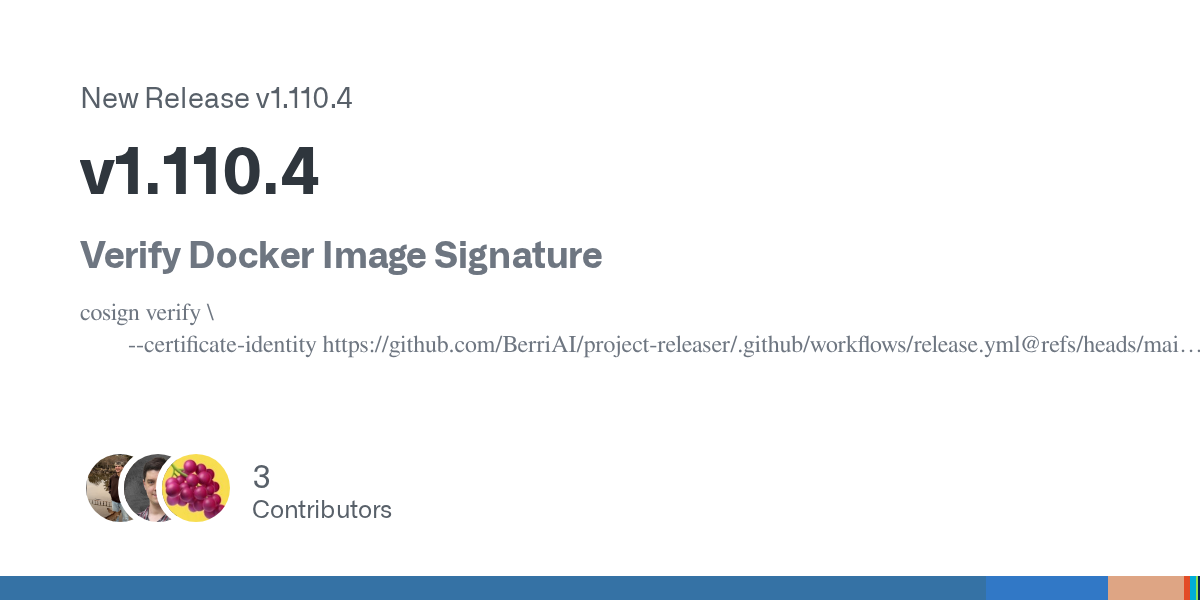 New Release v1.110.4
v1.110.4
Verify Docker Image Signature
cosign verify \
--certificate-identity https://github.com/BerriAI/project-releaser/.github/workflows/release.yml@refs/heads/mai…
3
Contributors